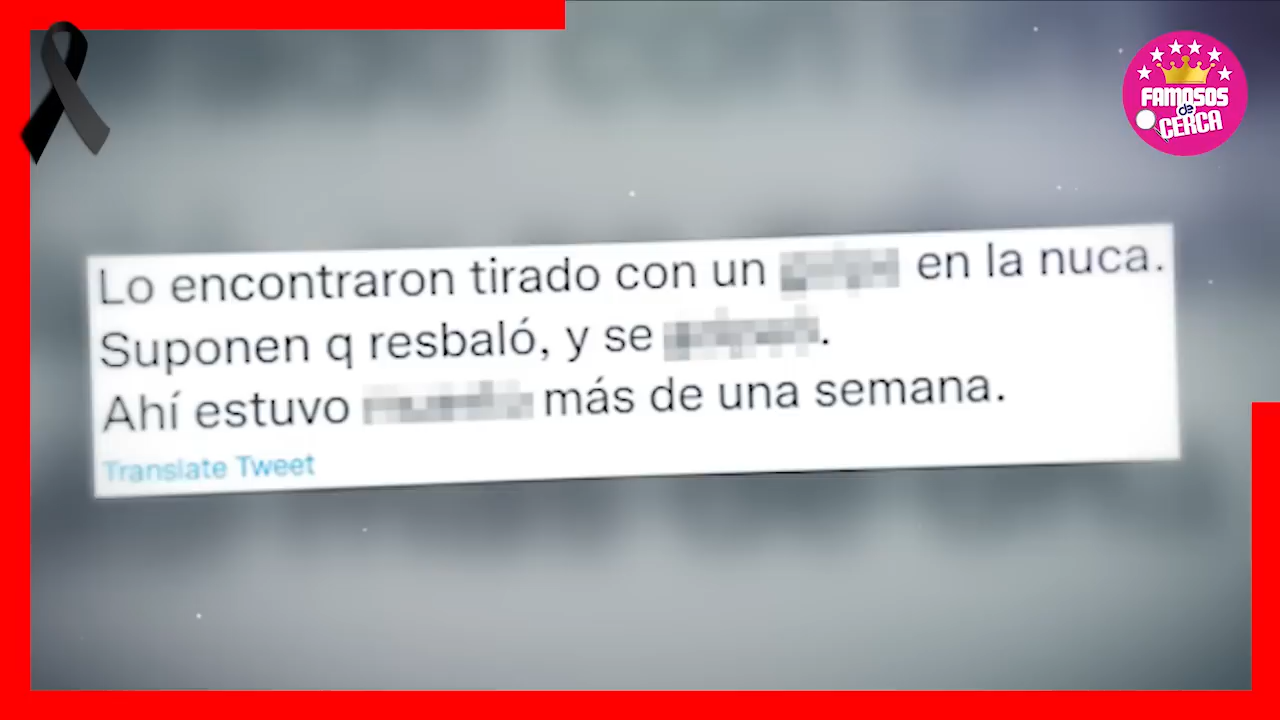 FAMOSOS
de
CERCA
Lo encontraron tirado con un en la nuca.
Suponen q resbaló, y se .
Ahí estuvo más de una semana.
Translate Tweet